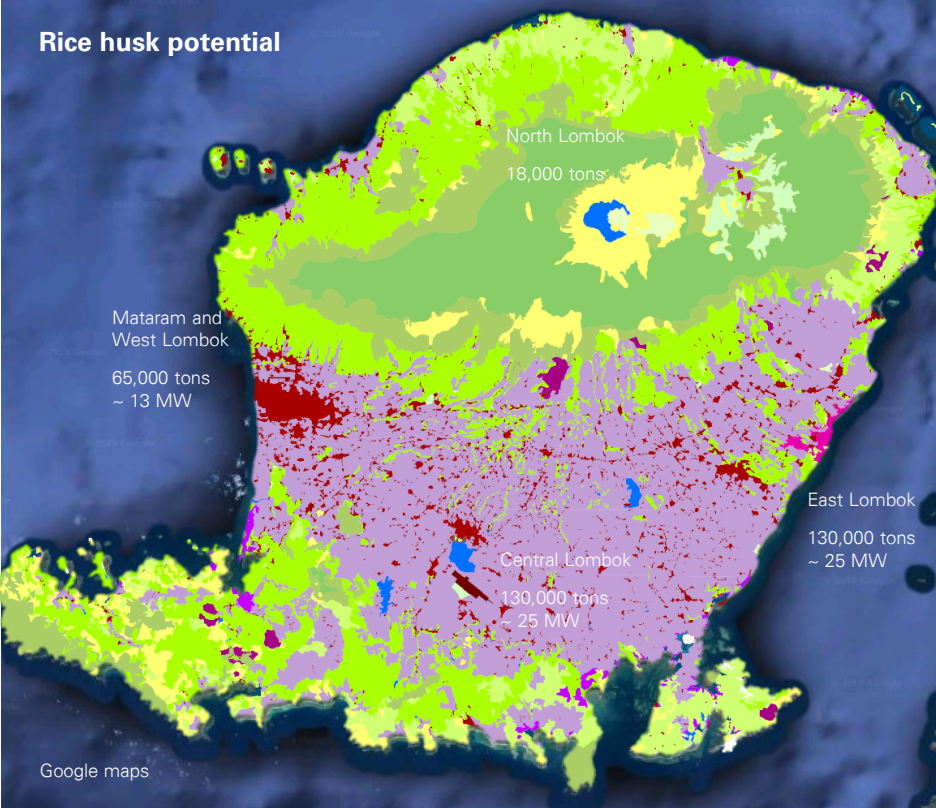 Rice husk potential
North Lombok
18,000 tons
Mataram and
West Lombok
65,000 tons
~ 13 MW
East Lombok
130,000 tons
~ 25 MW
Central Lombok
130,000 tons
~ 25 MW
Google maps